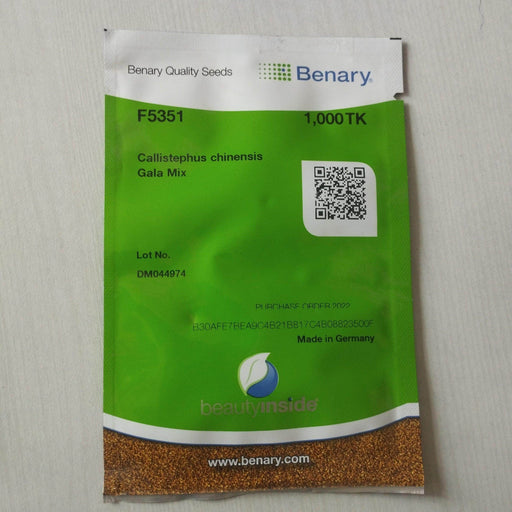 Benary Quality Seeds
Benary®
F5351
1,000 TK
Callistephus chinensis
Gala Mix
Lot No.
DM044974
PURCHASE ORDER 2022
B30AFE7BEA9C4B21B817C4B08823500F
Made in Germany
beautyinside
www.benary.com